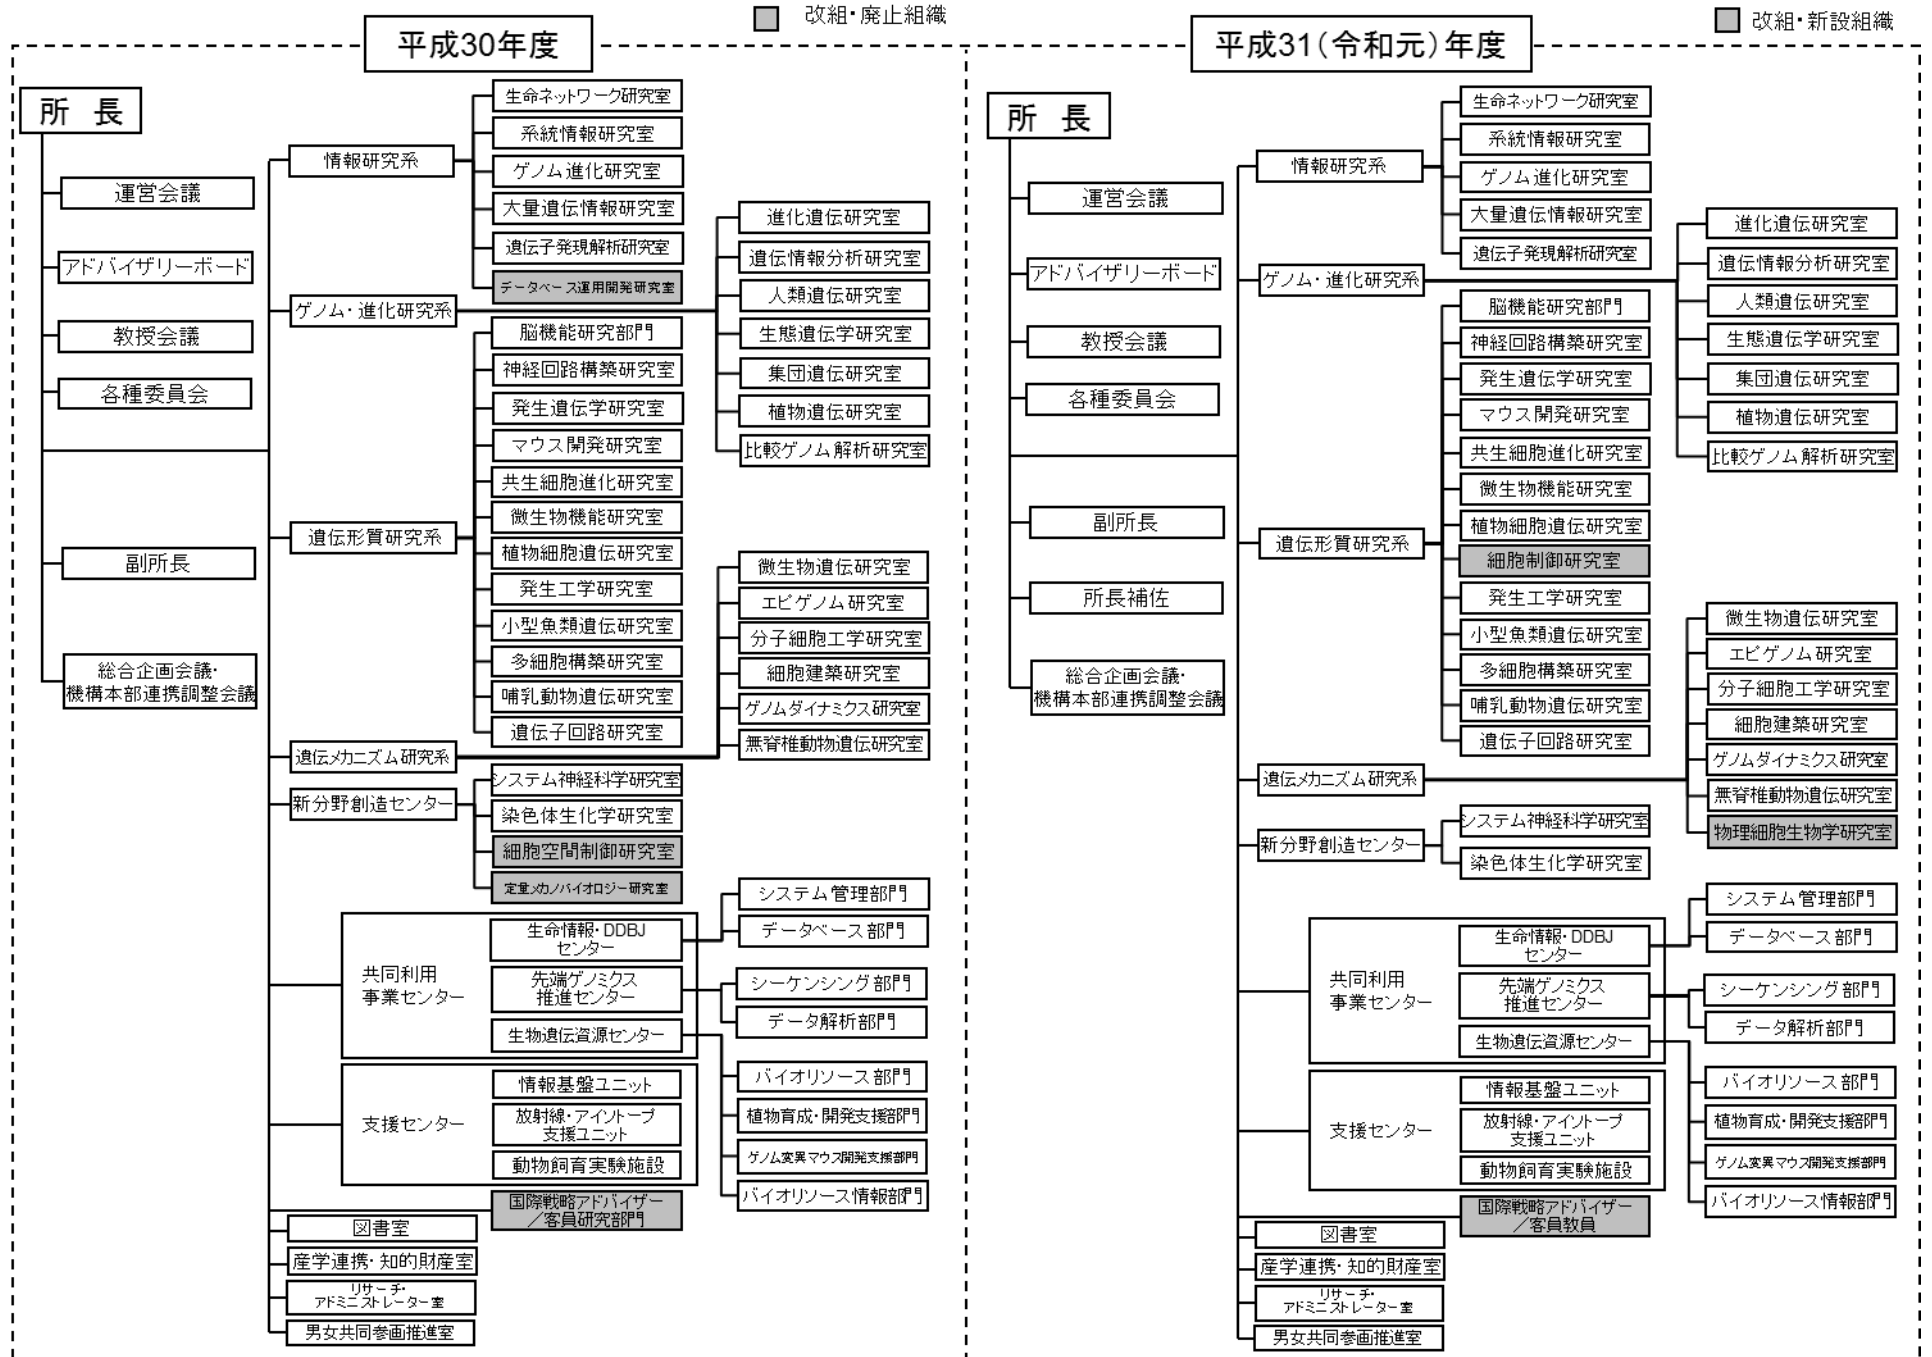 改組・廃止組織
平成30年度
所 長
運営会議
アドバイザリーボード
教授会議
各種委員会
副所長
総合企画会議・
機構本部連携調整会議
情報研究系
生命ネットワーク研究室
系統情報研究室
ゲノム進化研究室
大量遺伝情報研究室
遺伝子発現解析研究室
データベース運用開発研究室
ゲノム・進化研究系
進化遺伝研究室
遺伝情報分析研究室
人類遺伝研究室
生態遺伝学研究室
集団遺伝研究室
植物遺伝研究室
比較ゲノム解析研究室
遺伝形質研究系
脳機能研究部門
神経回路構築研究室
発生遺伝学研究室
マウス開発研究室
共生細胞進化研究室
微生物機能研究室
植物細胞遺伝研究室
発生工学研究室
小型魚類遺伝研究室
多細胞構築研究室
哺乳動物遺伝研究室
遺伝子回路研究室
遺伝メカニズム研究系
微生物遺伝研究室
エピゲノム研究室
分子細胞工学研究室
細胞建築研究室
ゲノムダイナミクス研究室
無脊椎動物遺伝研究室
新分野創造センター
システム神経科学研究室
染色体生化学研究室
細胞空間制御研究室
定量メカノバイオロジー研究室
共同利用
事業センター
生命情報・DDBJ
センター
システム管理部門
データベース部門
先端ゲノミクス
推進センター
シーケンシング部門
データ解析部門
生物遺伝資源センター
バイオリソース部門
植物育成・開発支援部門
ゲノム変異マウス開発支援部門
バイオリソース情報部門
支援センター
情報基盤ユニット
放射線・アイソトープ
支援ユニット
動物飼育実験施設
国際戦略アドバイザー
／客員研究部門
図書室
産学連携・知的財産室
リサーチ・
アドミニストレーター室
男女共同参画推進室
改組・新設組織
平成31（令和元）年度
所 長
運営会議
アドバイザリーボード
教授会議
各種委員会
副所長
所長補佐
総合企画会議・
機構本部連携調整会議
情報研究系
生命ネットワーク研究室
系統情報研究室
ゲノム進化研究室
大量遺伝情報研究室
遺伝子発現解析研究室
ゲノム・進化研究系
進化遺伝研究室
遺伝情報分析研究室
人類遺伝研究室
生態遺伝学研究室
集団遺伝研究室
植物遺伝研究室
比較ゲノム解析研究室
遺伝形質研究系
脳機能研究部門
神経回路構築研究室
発生遺伝学研究室
マウス開発研究室
共生細胞進化研究室
微生物機能研究室
植物細胞遺伝研究室
細胞制御研究室
発生工学研究室
小型魚類遺伝研究室
多細胞構築研究室
哺乳動物遺伝研究室
遺伝子回路研究室
遺伝メカニズム研究系
微生物遺伝研究室
エピゲノム研究室
分子細胞工学研究室
細胞建築研究室
ゲノムダイナミクス研究室
無脊椎動物遺伝研究室
物理細胞生物学研究室
新分野創造センター
システム神経科学研究室
染色体生化学研究室
共同利用
事業センター
生命情報・DDBJ
センター
システム管理部門
データベース部門
先端ゲノミクス
推進センター
シーケンシング部門
データ解析部門
生物遺伝資源センター
バイオリソース部門
植物育成・開発支援部門
ゲノム変異マウス開発支援部門
バイオリソース情報部門
支援センター
情報基盤ユニット
放射線・アイソトープ
支援ユニット
動物飼育実験施設
国際戦略アドバイザー
／客員教員
図書室
産学連携・知的財産室
リサーチ・
アドミニストレーター室
男女共同参画推進室